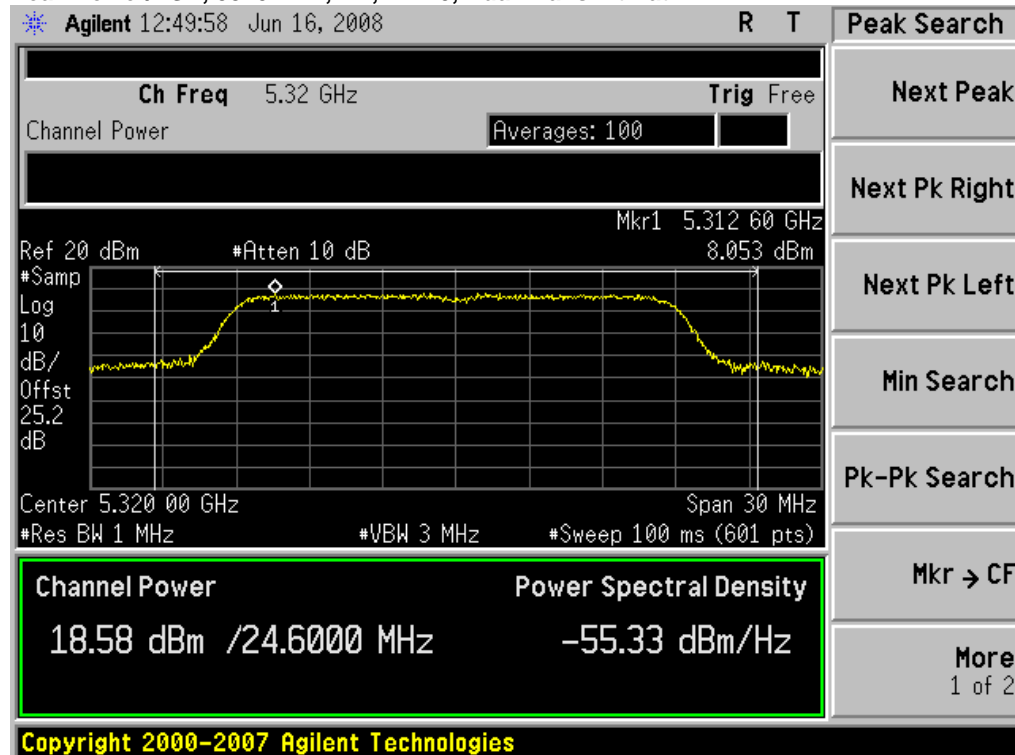 Agilent 12:49:58 Jun 16, 2008 R T Peak Search
Ch Freq 5.32 GHz Trig Free
Channel Power Averages: 100
Mkr1 5.312 60 GHz
Ref 20 dBm #Atten 10 dB 8.053 dBm
#Samp
Log
10
dB/
Offst
25.2
dB
1
Center 5.320 00 GHz Span 30 MHz
#Res BW 1 MHz #VBW 3 MHz #Sweep 100 ms (601 pts)
Channel Power Power Spectral Density
18.58 dBm /24.6000 MHz -55.33 dBm/Hz
Copyright 2000-2007 Agilent Technologies
Next Peak
Next Pk Right
Next Pk Left
Min Search
Pk-Pk Search
Mkr → CF
More
1 of 2